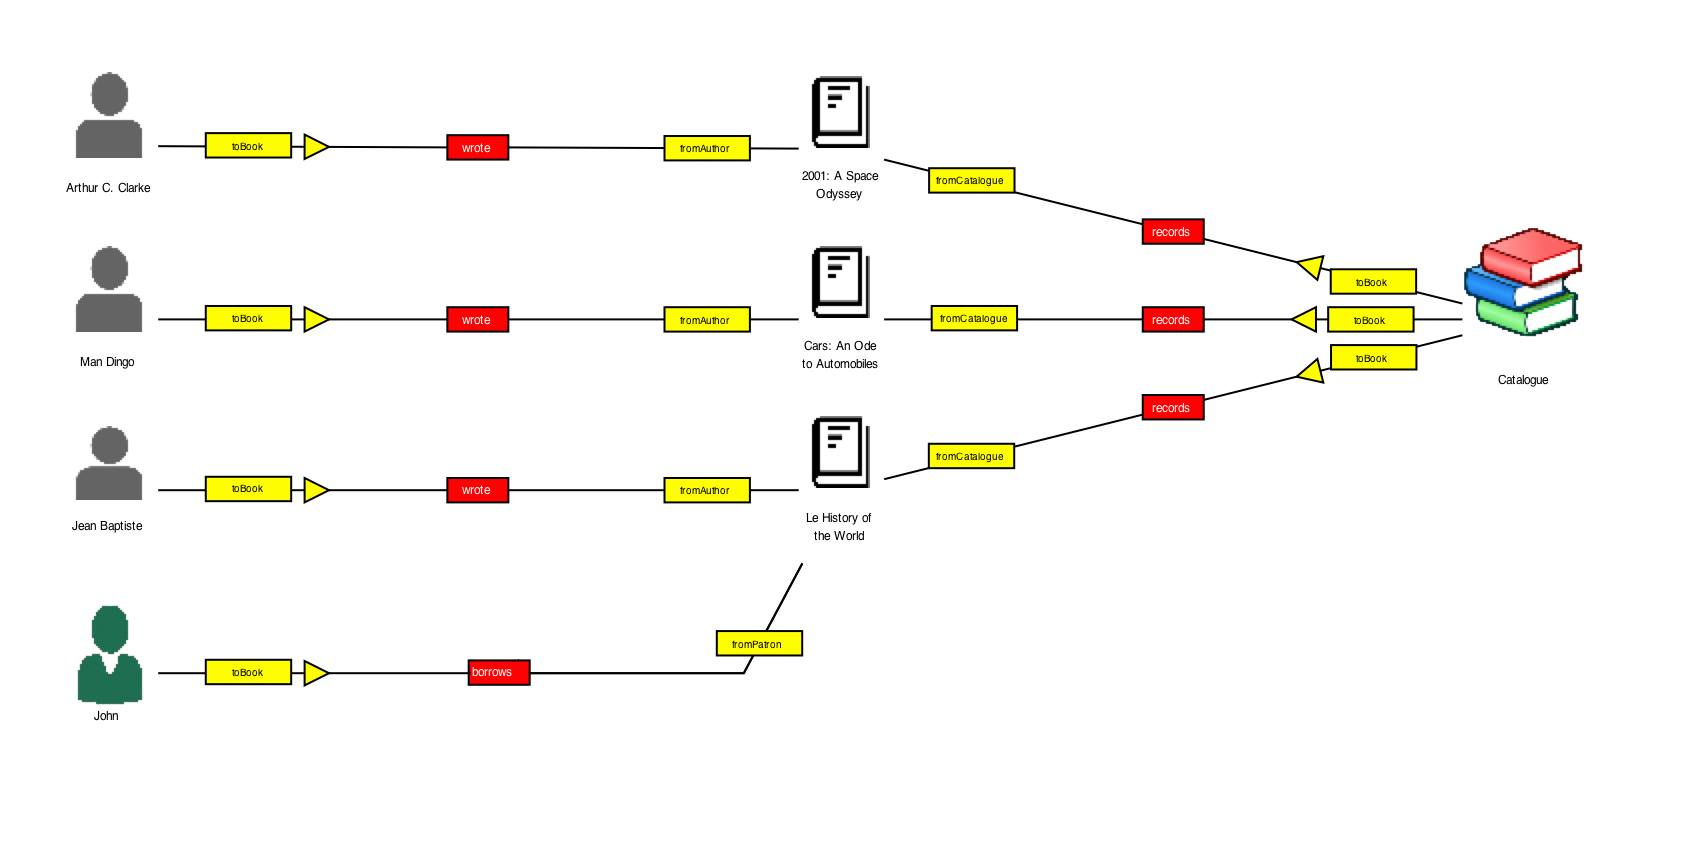 toBook
wrote
fromAuthor
Arthur C. Clarke
2001: A Space
Odyssey
fromCatalogue
records
toBook
toBook
wrote
fromAuthor
Man Dingo
Cars: An Ode
to Automobiles
fromCatalogue
records
toBook
Catalogue
toBook
records
fromCatalogue
toBook
wrote
fromAuthor
Jean Baptiste
Le History of
the World
fromPatron
toBook
borrows
John